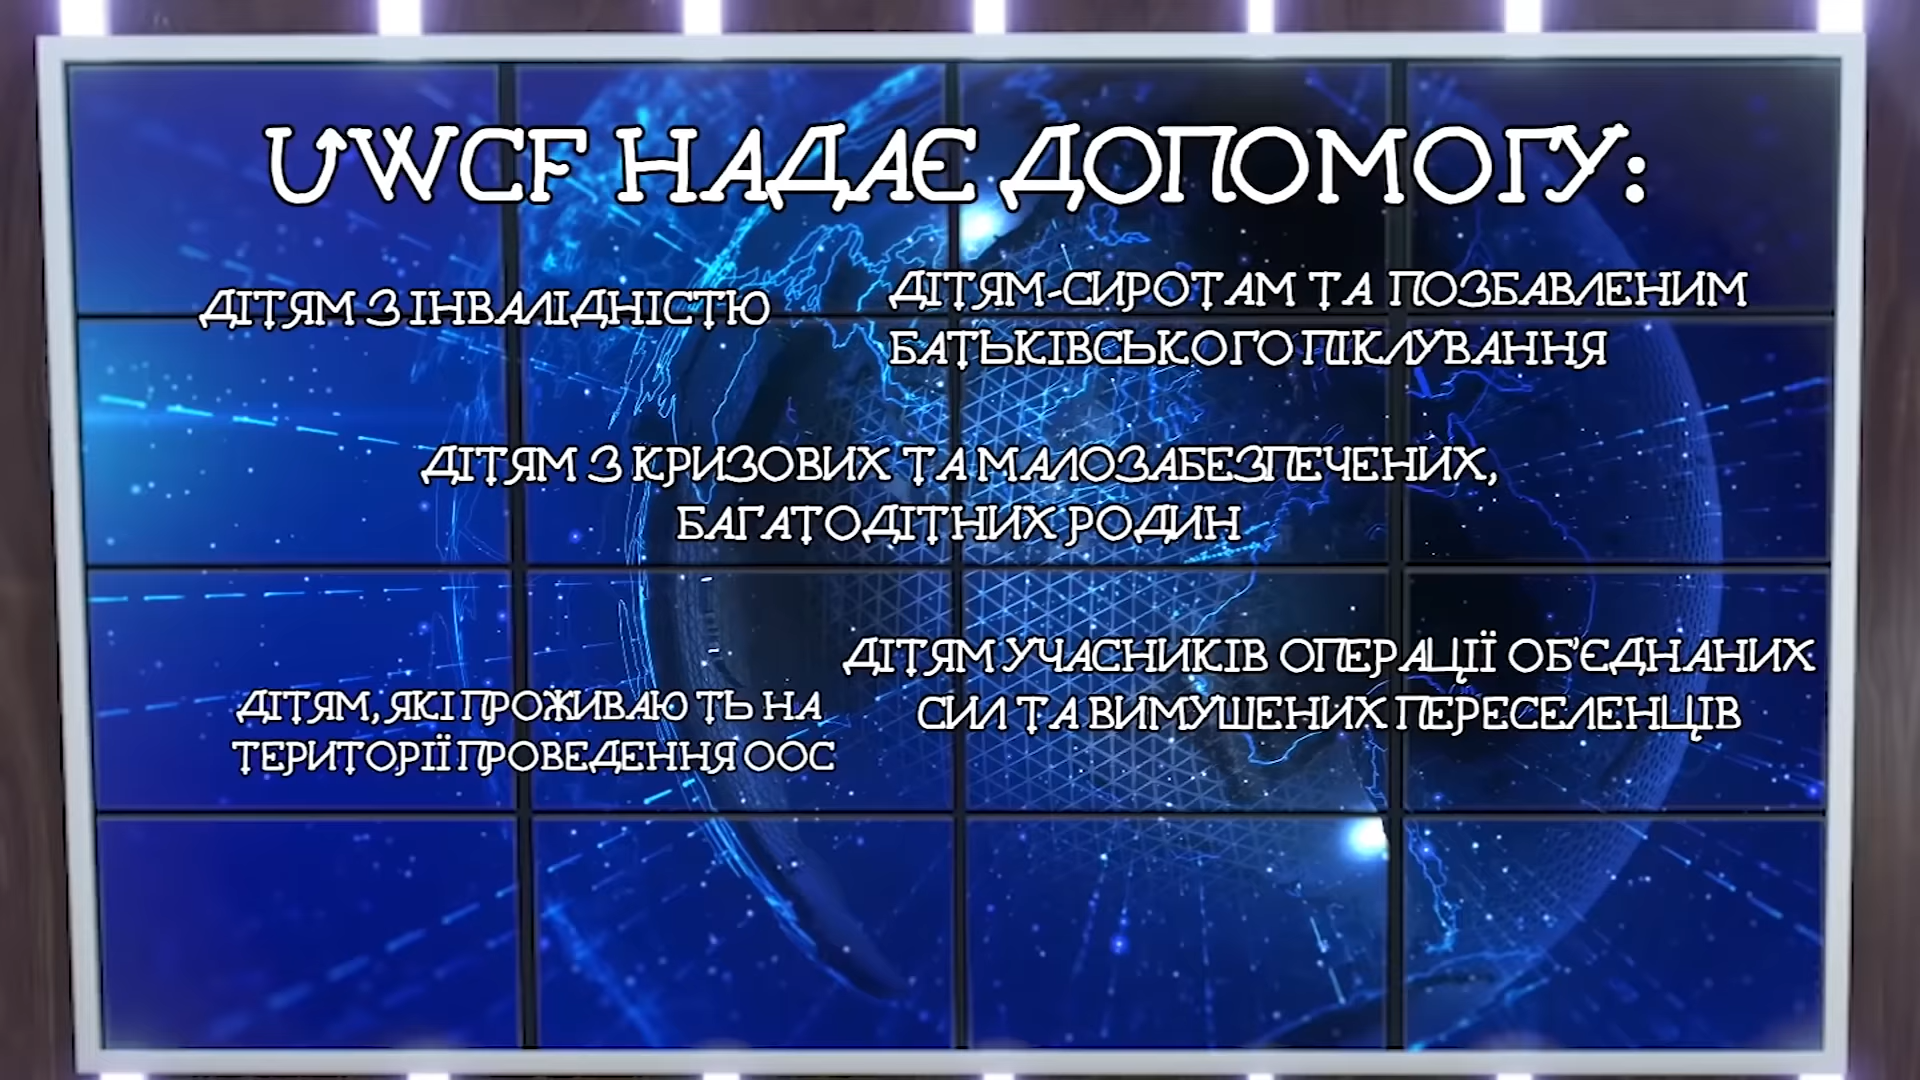 UWCF НАДАЄ ДОПОМОГУ:
ДІТЯМ З ІНВАЛІДНІСТЮ
ДІТЯМ-СИРОТАМ ТА ПОЗБАВЛЕНИМ
БАТЬКІВСЬКОГО ПІКЛУВАННЯ
ДІТЯМ З КРИЗОВИХ ТА МАЛОЗАБЕЗПЕЧЕНИХ,
БАГАТОДІТНИХ РОДИН
ДІТЯМ УЧАСНИКІВ ОПЕРАЦІЇ ОБ'ЄДНАНИХ
СИЛ ТА ВИМУШЕНИХ ПЕРЕСЕЛЕНЦІВ
ДІТЯМ, ЯКІ ПРОЖИВАЮТЬ НА
ТЕРИТОРІЇ ПРОВЕДЕННЯ ООС